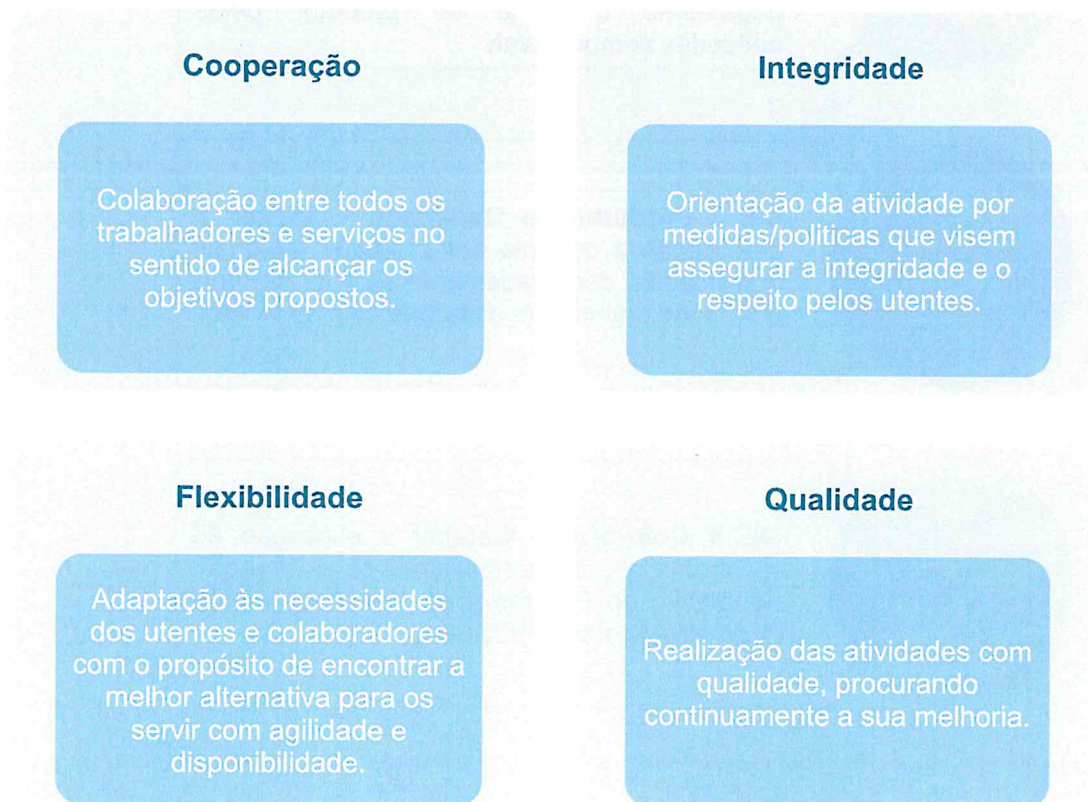 Cooperação
Colaboração entre todos os
trabalhadores e serviços no
sentido de alcançar os
objetivos propostos.
Integridade
Orientação da atividade por
medidas/politicas que visem
assegurar a integridade e o
respeito pelos utentes.
Flexibilidade
Adaptação às necessidades
dos utentes e colaboradores
com o propósito de encontrar a
melhor alternativa para os
servir com agilidade e
disponibilidade.
Qualidade
Realização das atividades com
qualidade, procurando
continuamente a sua melhoria.